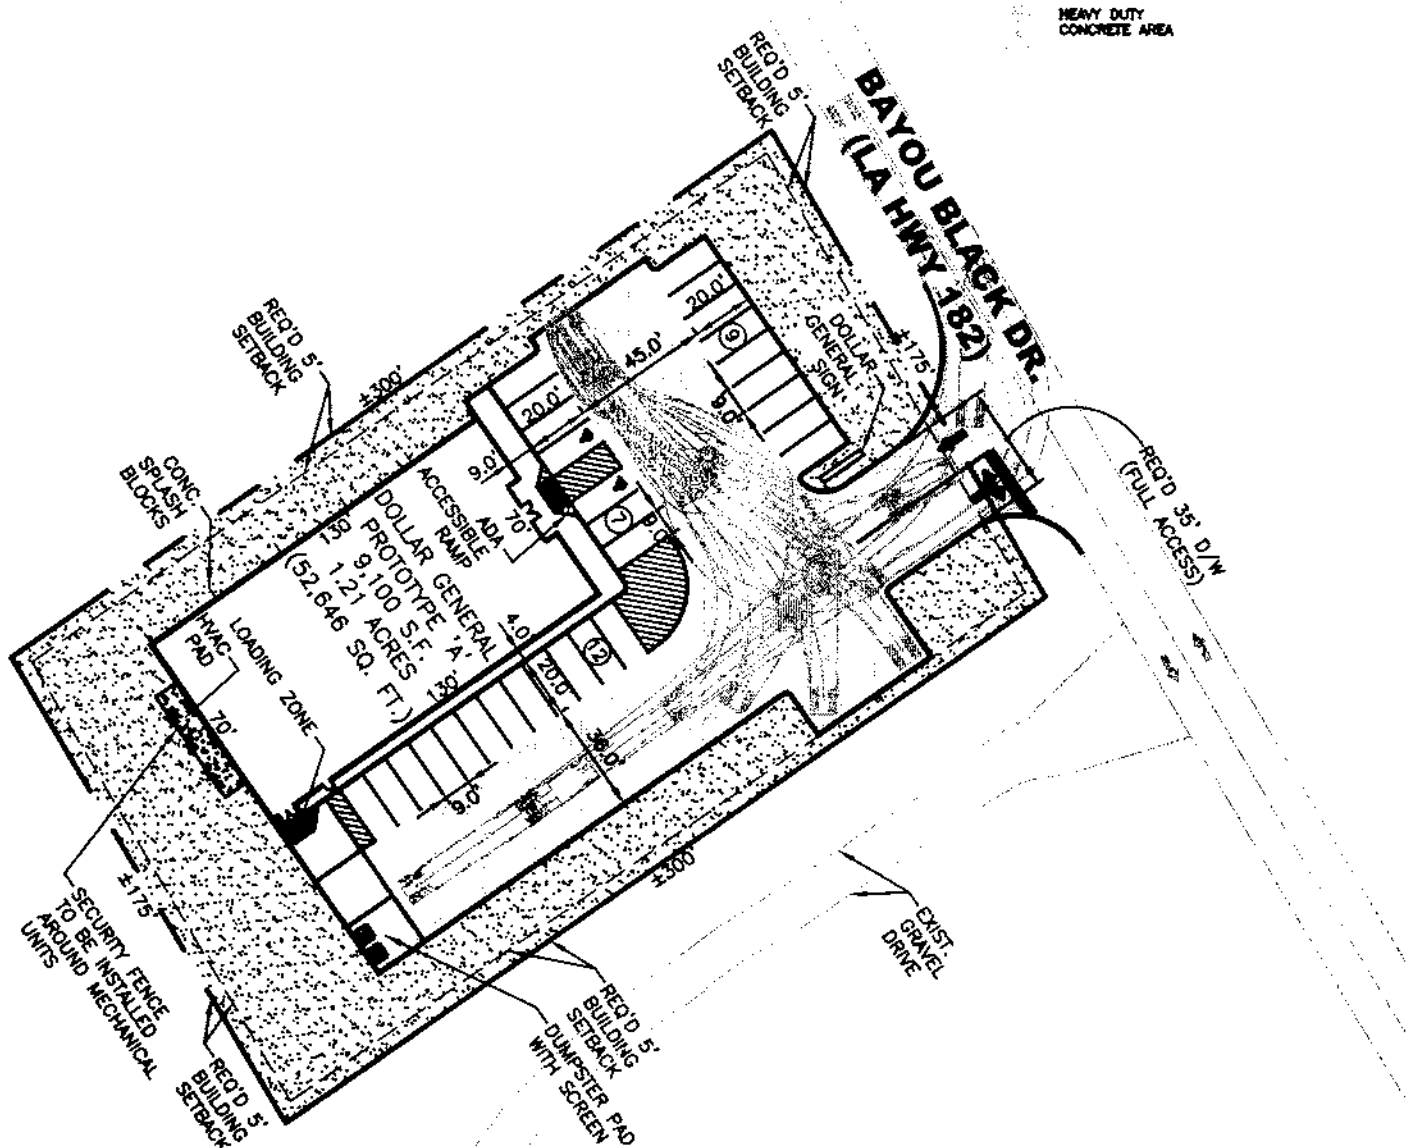 HEAVY DUTY
CONCRETE AREA
REQ'D 5'
BUILDING
SETBACK
BAYOU BLACK DR.
(LA HWY 182)
±175'
DOLLAR
GENERAL
SIGN
20.0'
9
45.0'
9.0'
REQ'D 5'
BUILDING
SETBACK
±300'
20.0'
9.0'
7
9.0'
REQ'D 35' D/W
(FULL ACCESS)
CONC.
SPLASH
BLOCKS
ACCESSIBLE
ADA
RAMP
70'
130'
DOLLAR GENERAL
PROTOTYPE 'A'
9,100 S.F.
1.21 ACRES
(52,646 SQ. FT.)
130'
4.0'
12
20.0'
36.0'
9.0'
HVAC
PAD
LOADING ZONE
70'
±175'
SECURITY FENCE
TO BE INSTALLED
AROUND MECHANICAL
UNITS
±300'
EXIST.
GRAVEL
DRIVE
REQ'D 5'
BUILDING
SETBACK
DUMPSTER PAD
WITH SCREEN
REQ'D 5'
BUILDING
SETBACK